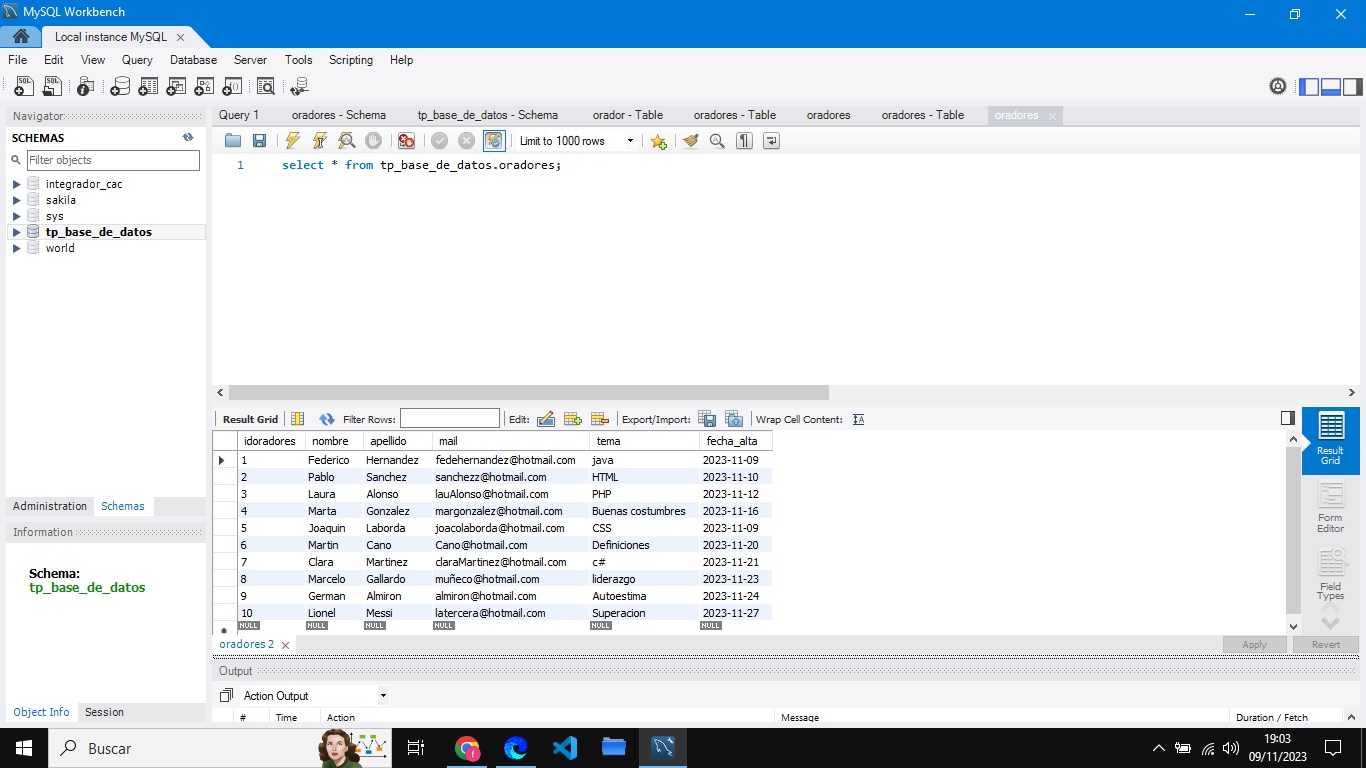 MySQL Workbench
Local instance MySQL
File Edit View Query Database Server Tools Scripting Help
Navigator
SCHEMAS
Filter objects
integrador_cac
sakila
sys
tp_base_de_datos
world
Administration Schemas
Information
Schema:
tp_base_de_datos
Object Info Session
Query 1 oradores - Schema tp_base_de_datos - Schema orador - Table oradores - Table oradores oradores - Table oradores
Limit to 1000 rows
1 select * from tp_base_de_datos.oradores;
Result Grid Filter Rows: Edit: Export/Import: Wrap Cell Content:
idoradores nombre apellido mail tema fecha_alta
1 Federico Hernandez fedehernandez@hotmail.com java 2023-11-09
2 Pablo Sanchez sanchezz@hotmail.com HTML 2023-11-10
3 Laura Alonso lauAlonso@hotmail.com PHP 2023-11-12
4 Marta Gonzalez margonzalez@hotmail.com Buenas costumbres 2023-11-16
5 Joaquin Laborda joacolaborda@hotmail.com CSS 2023-11-09
6 Martin Cano Cano@hotmail.com Definiciones 2023-11-20
7 Clara Martinez claraMartinez@hotmail.com c# 2023-11-21
8 Marcelo Gallardo muñeco@hotmail.com liderazgo 2023-11-23
9 German Almiron almiron@hotmail.com Autoestima 2023-11-24
10 Lionel Messi latercera@hotmail.com Superacion 2023-11-27
NULL NULL NULL NULL NULL NULL
Result
Grid
Form
Editor
Field
Types
oradores 2
Apply Revert
Output
Action Output
# Time Action Message Duration / Fetch
Buscar
19:03
09/11/2023